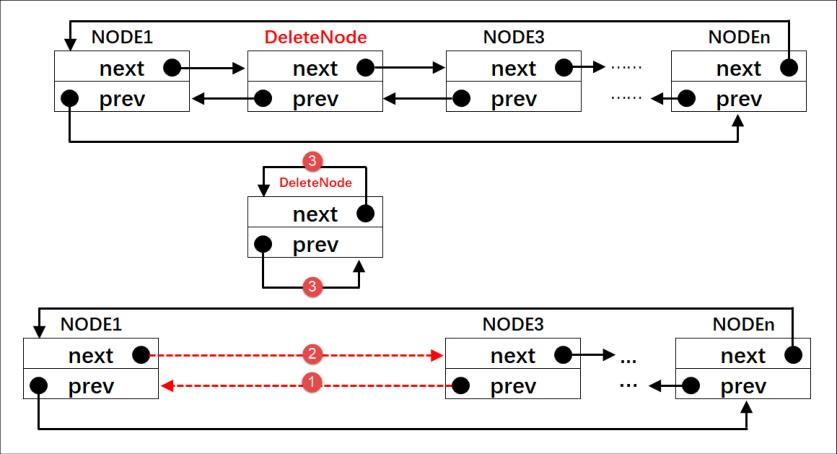 NODE1 DeleteNode NODE3 NODEn
next next next ...... next
prev prev prev ...... prev
3
DeleteNode
next
prev
3
NODE1 NODE3 NODEn
next 2 next ... next
prev 1 prev ... prev